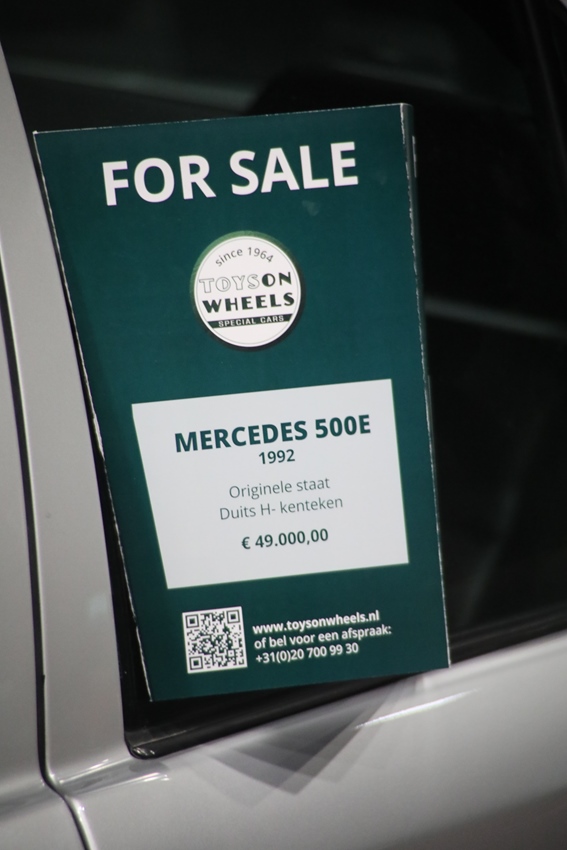 FOR SALE
since 1964
TOYSON
WHEELS
SPECIAL CARS
MERCEDES 500E
1992
Originele staat
Duits H- kenteken
€ 49.000,00
www.toysonwheels.nl
of bel voor een afspraak:
+31(0)20 700 99 30